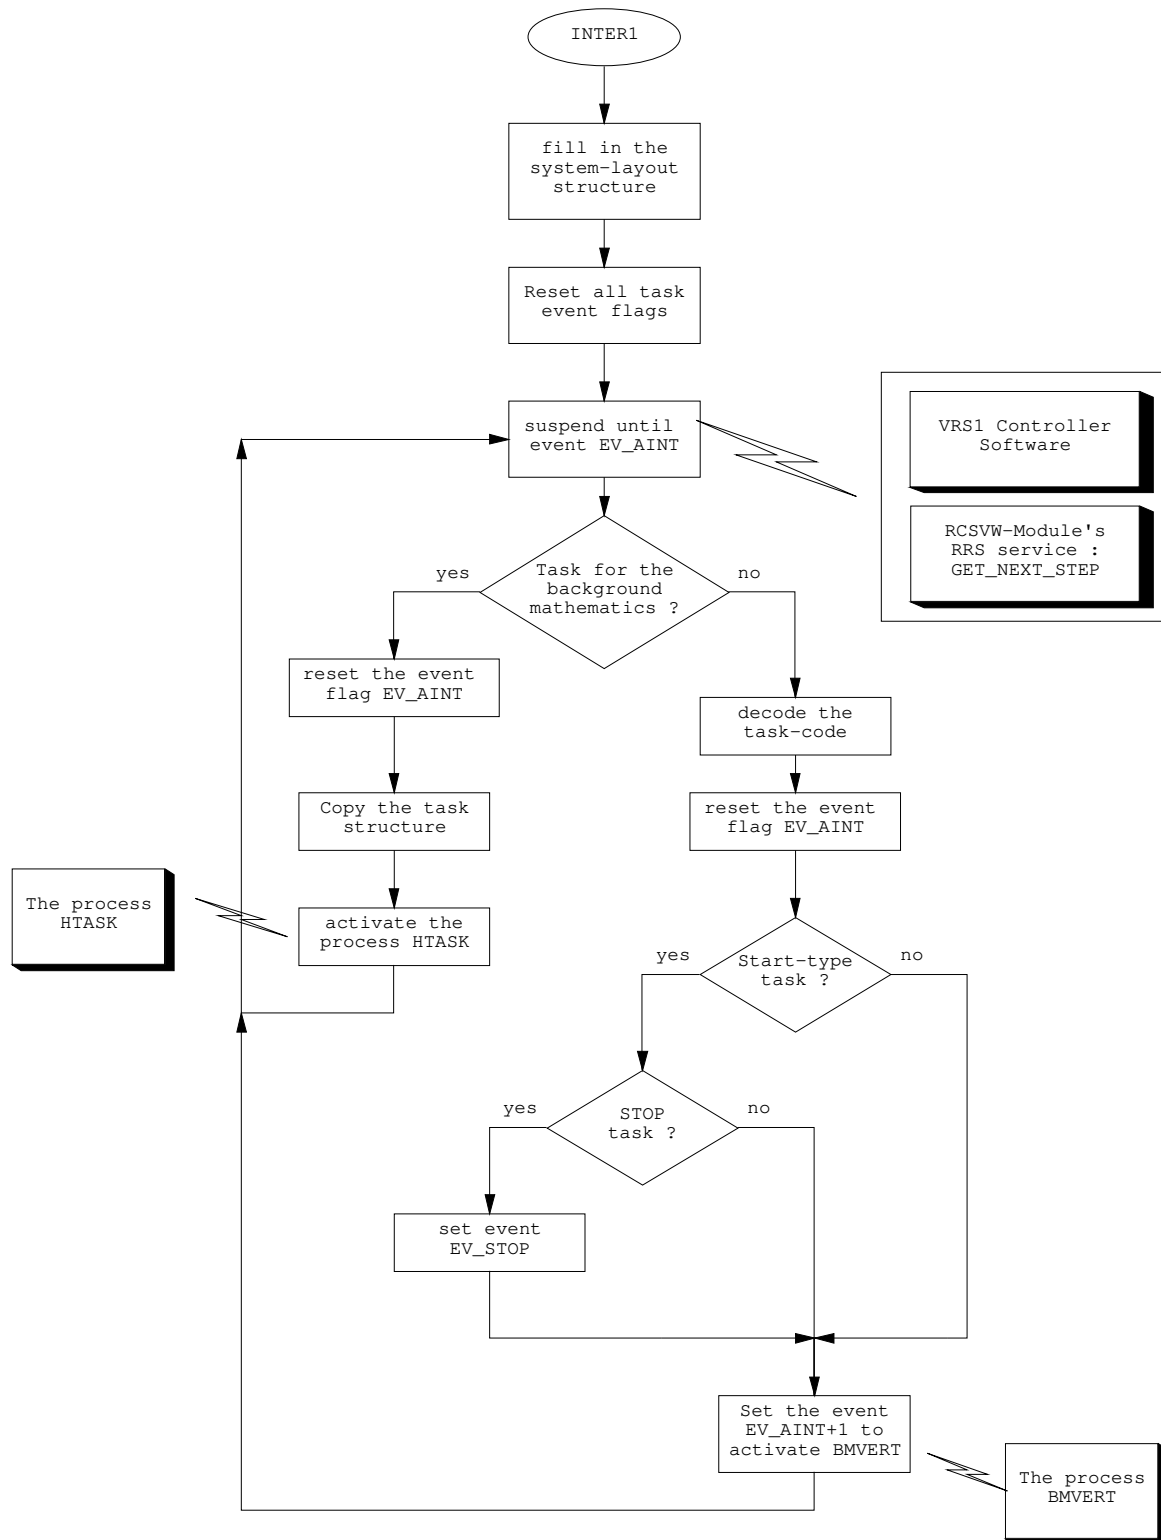 INTER1
fill in the
system-layout
structure
Reset all task
event flags
suspend until
event EV_AINT
VRS1 Controller
Software
RCSVW-Module's
RRS service :
GET_NEXT_STEP
yes
Task for the
background
mathematics ?
no
reset the event
flag EV_AINT
decode the
task-code
Copy the task
structure
reset the event
flag EV_AINT
The process
HTASK
activate the
process HTASK
yes
Start-type
task ?
no
yes
STOP
task ?
no
set event
EV_STOP
Set the event
EV_AINT+1 to
activate BMVERT
The process
BMVERT